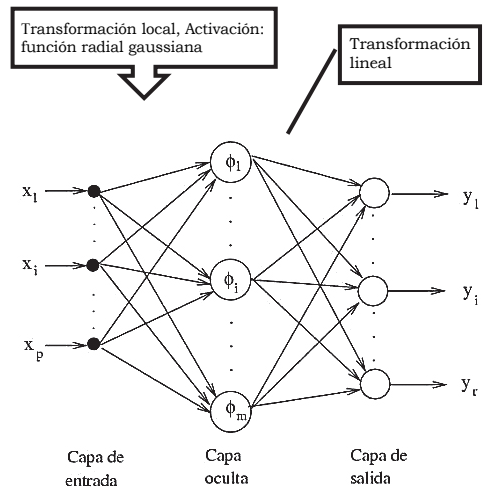 Transformación local, Activación:
función radial gaussiana
Transformación
lineal
x1
xi
xp
ϕ1
ϕi
ϕm
y1
yi
yr
Capa de
entrada
Capa
oculta
Capa de
salida